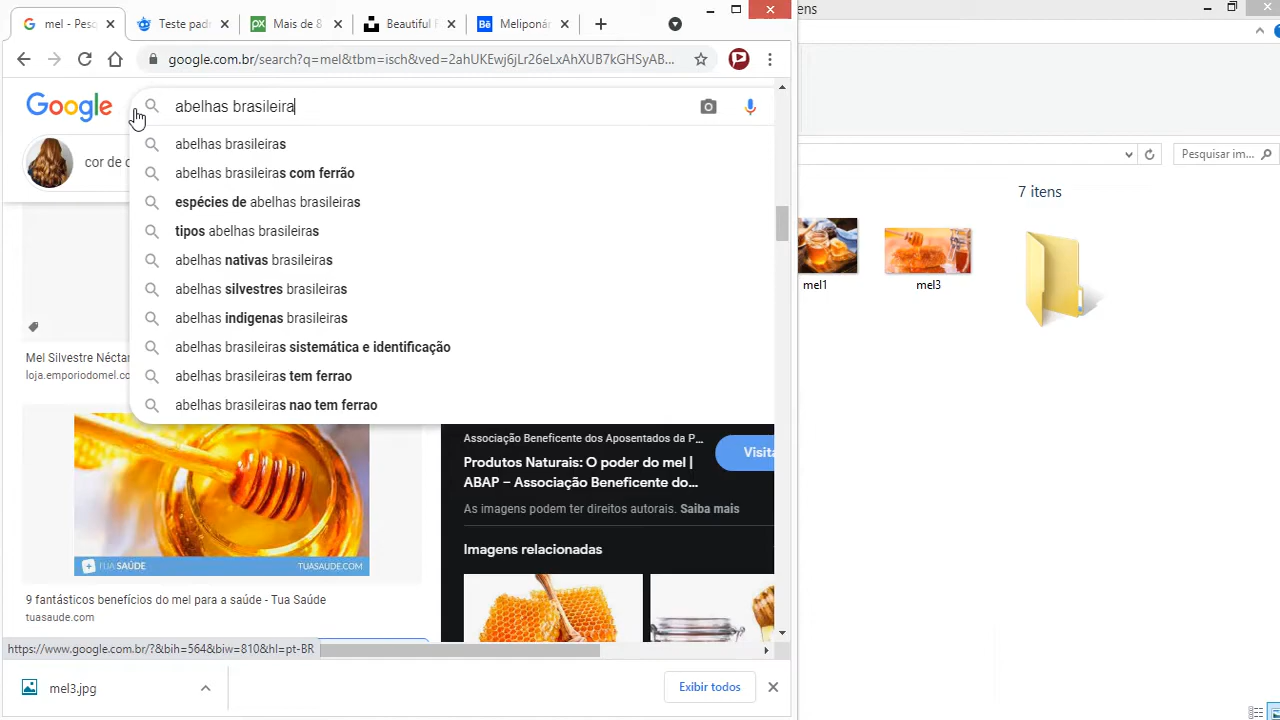 mel - Pesc
Teste pad
Mais de 8
Beautiful F
Meliponár
google.com.br/search?q=mel&tbm=isch&ved=2ahUKEwj6jLr26eLxAhXUB7kGHSyAB...
Google
abelhas brasileira
cor de c
abelhas brasileiras
abelhas brasileiras com ferrão
espécies de abelhas brasileiras
tipos abelhas brasileiras
abelhas nativas brasileiras
abelhas silvestres brasileiras
abelhas indigenas brasileiras
abelhas brasileiras sistemática e identificação
abelhas brasileiras tem ferrao
abelhas brasileiras nao tem ferrao
Mel Silvestre Nécta
loja.emporiodomel.co
TUA SAÚDE
TUASAUDE.COM
9 fantásticos benefícios do mel para a saúde - Tua Saúde
tuasaude.com
Associação Beneficente dos Aposentados da P...
Produtos Naturais: O poder do mel |
ABAP – Associação Beneficente do...
Visita
As imagens podem ter direitos autorais. Saiba mais
Imagens relacionadas
https://www.google.com.br/?&bih=564&biw=810&hl=pt-BR
mel3.jpg
Exibir todos
ens
Pesquisar im...
7 itens
mel1
mel3